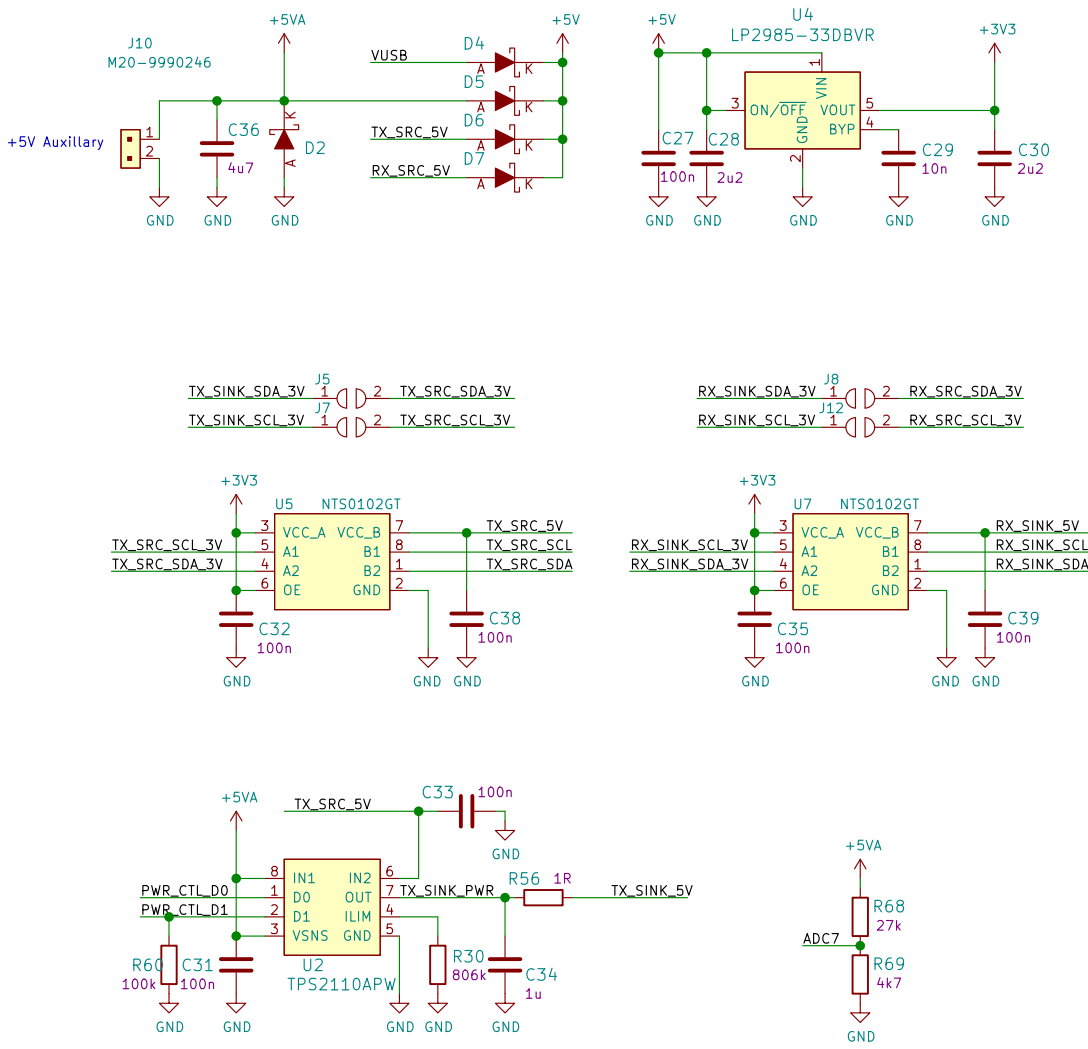 +5VA
J10
M20-9990246
+5V Auxillary
1
2
C36
4u7
K
A
D2
GND
GND
GND
+5V
VUSB
D4
A
K
D5
A
K
TX_SRC_5V
D6
A
K
RX_SRC_5V
D7
A
K
+5V
U4
LP2985-33DBVR
+3V3
1
VIN
3
ON/OFF
VOUT
5
BYP
4
GND
2
C27
100n
C28
2u2
C29
10n
C30
2u2
GND
GND
GND
GND
GND
TX_SINK_SDA_3V
J5
1
2
TX_SRC_SDA_3V
TX_SINK_SCL_3V
J7
1
2
TX_SRC_SCL_3V
RX_SINK_SDA_3V
J8
1
2
RX_SRC_SDA_3V
RX_SINK_SCL_3V
J12
1
2
RX_SRC_SCL_3V
+3V3
U5
NTS0102GT
3
VCC_A
VCC_B
7
TX_SRC_5V
TX_SRC_SCL_3V
5
A1
B1
8
TX_SRC_SCL
TX_SRC_SDA_3V
4
A2
B2
1
TX_SRC_SDA
6
OE
GND
2
C32
100n
C38
100n
GND
GND
GND
+3V3
U7
NTS0102GT
3
VCC_A
VCC_B
7
RX_SINK_5V
RX_SINK_SCL_3V
5
A1
B1
8
RX_SINK_SCL
RX_SINK_SDA_3V
4
A2
B2
1
RX_SINK_SDA
6
OE
GND
2
C35
100n
C39
100n
GND
GND
GND
+5VA
TX_SRC_5V
C33
100n
GND
8
IN1
IN2
6
PWR_CTL_D0
1
D0
OUT
7
TX_SINK_PWR
R56
1R
TX_SINK_5V
PWR_CTL_D1
2
D1
ILIM
4
3
VSNS
GND
5
U2
TPS2110APW
R60
100k
C31
100n
R30
806k
C34
1u
GND
GND
GND
GND
GND
+5VA
R68
27k
ADC7
R69
4k7
GND